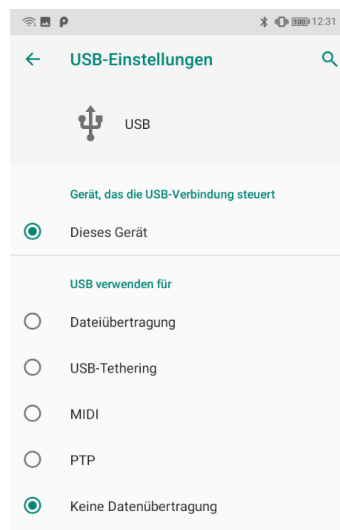 100 12:31
USB-Einstellungen
USB
Gerät, das die USB-Verbindung steuert
Dieses Gerät
USB verwenden für
Dateiübertragung
USB-Tethering
MIDI
PTP
Keine Datenübertragung